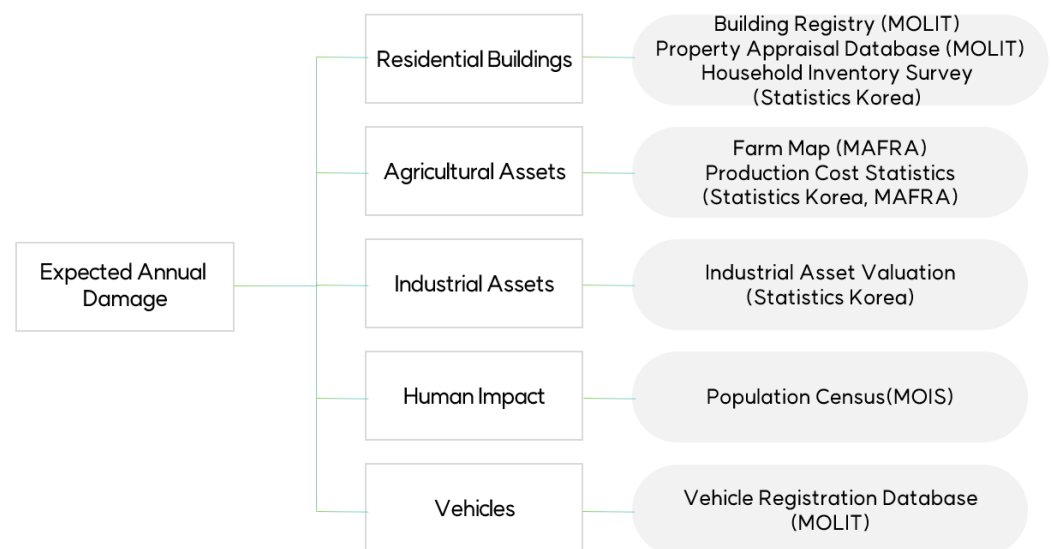 Expected Annual
Damage
Residential Buildings
Building Registry (MOLIT)
Property Appraisal Database (MOLIT)
Household Inventory Survey
(Statistics Korea)
Agricultural Assets
Farm Map (MAFRA)
Production Cost Statistics
(Statistics Korea, MAFRA)
Industrial Assets
Industrial Asset Valuation
(Statistics Korea)
Human Impact
Population Census(MOIS)
Vehicles
Vehicle Registration Database
(MOLIT)